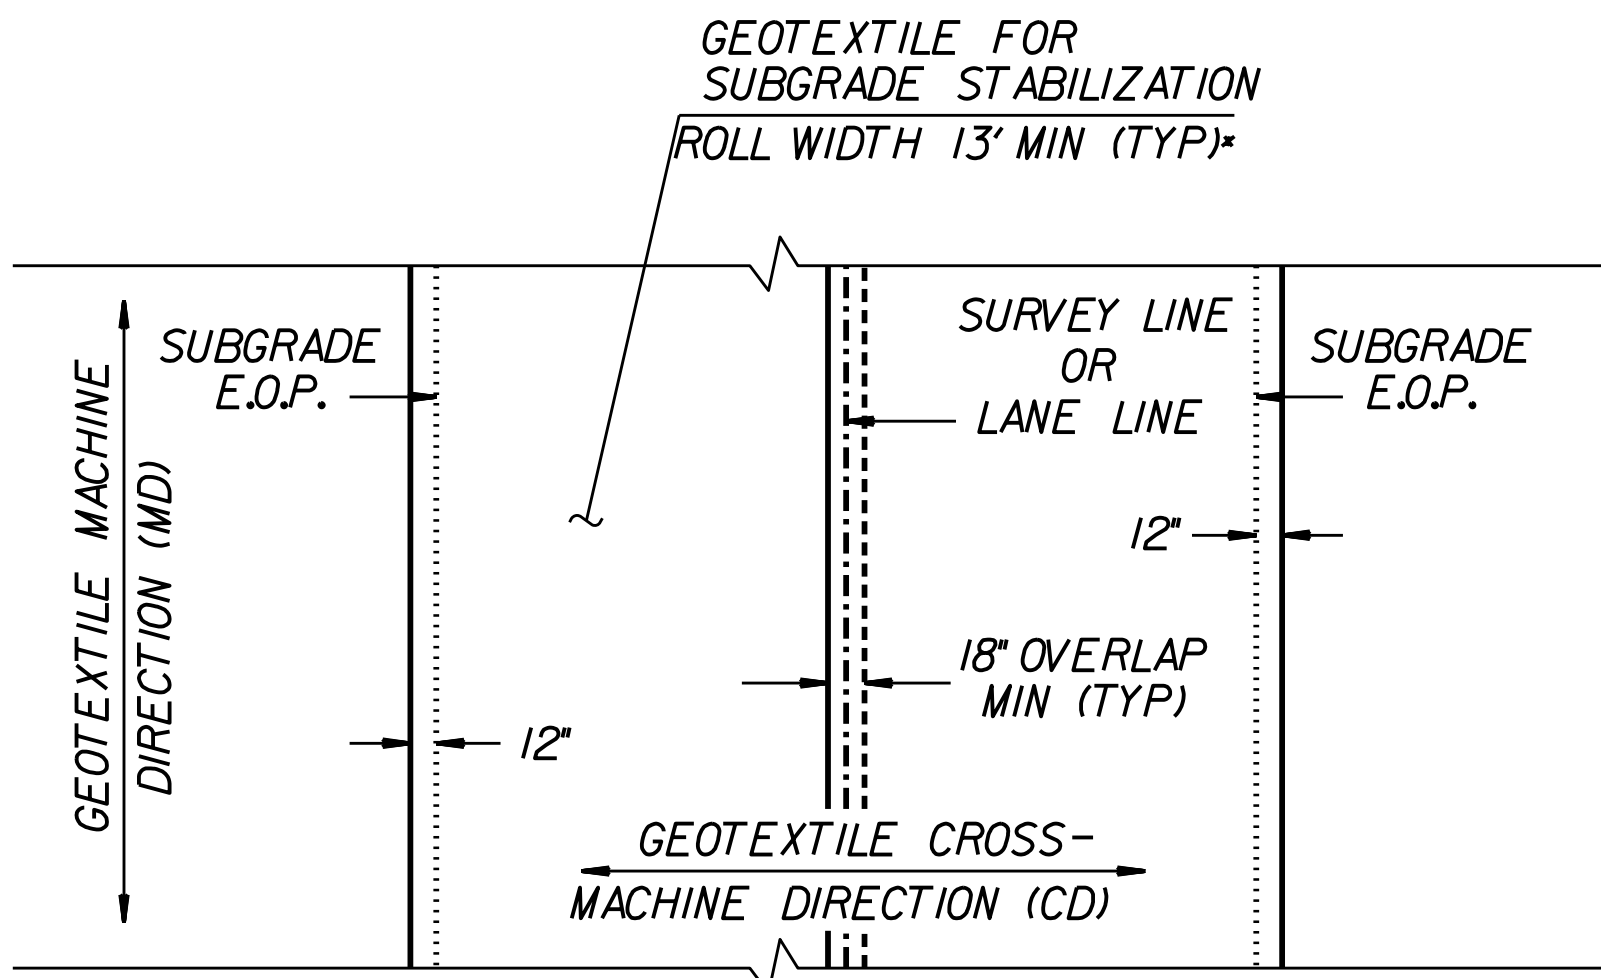 GEOTEXTILE FOR
SUBGRADE STABILIZATION
ROLL WIDTH 13' MIN (TYP)*
SUBGRADE
E.O.P.
SURVEY LINE
OR
LANE LINE
SUBGRADE
E.O.P.
GEOTEXTILE MACHINE
DIRECTION (MD)
12"
18" OVERLAP
MIN (TYP)
12"
GEOTEXTILE CROSS-
MACHINE DIRECTION (CD)